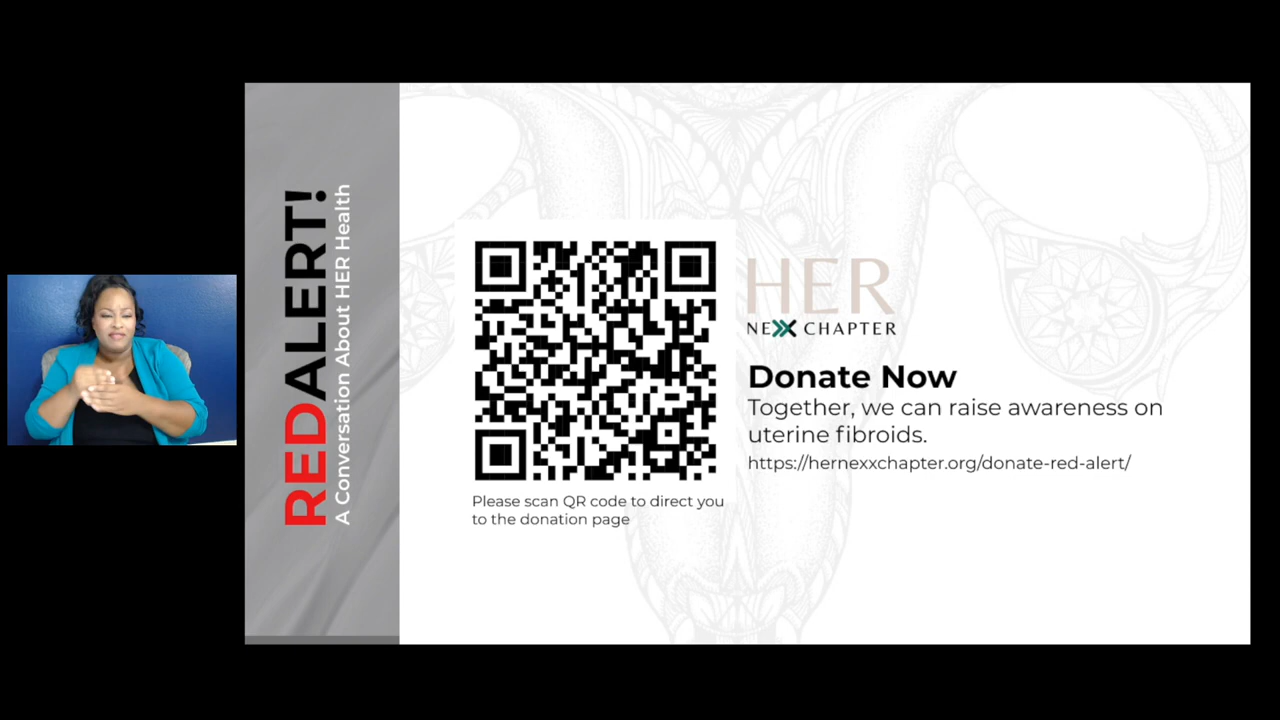 REDALERT!
A Conversation About HER Health
HER
NEXX CHAPTER
Donate Now
Together, we can raise awareness on
uterine fibroids.
https://hernexxchapter.org/donate-red-alert/
Please scan QR code to direct you
to the donation page